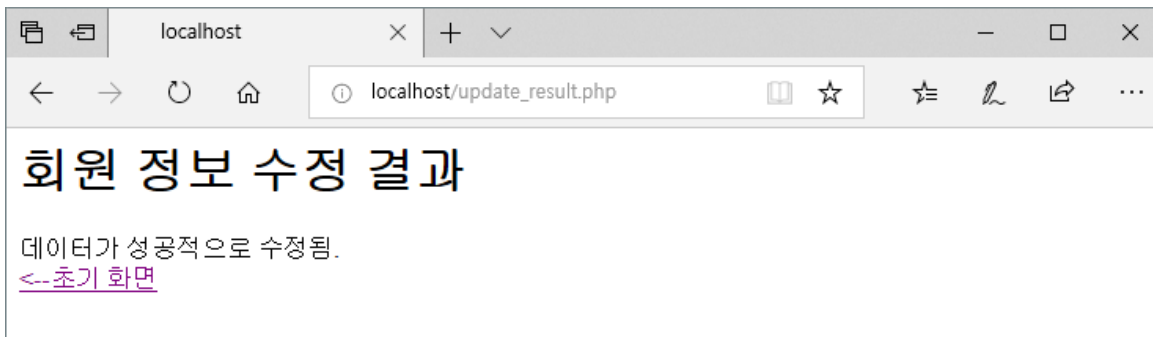 localhost
localhost/update_result.php
회원 정보 수정 결과
데이터가 성공적으로 수정됨.
<--초기 화면